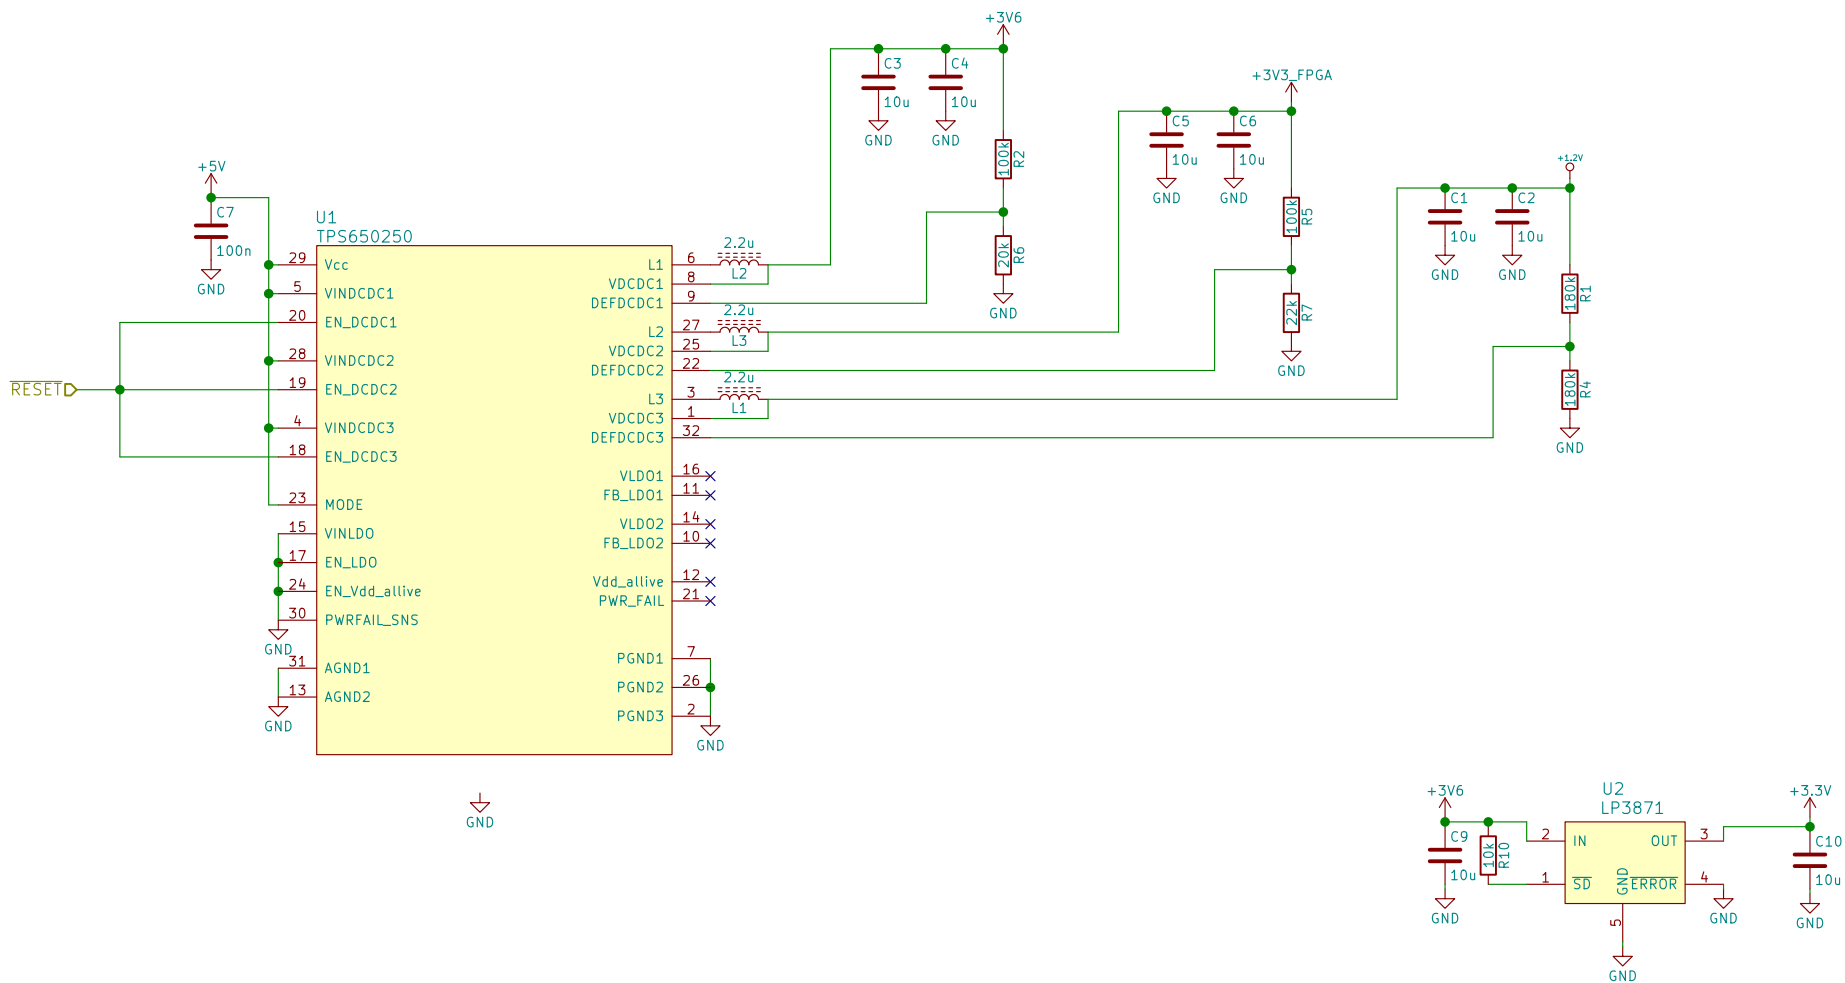 +3V6
C3
10u
GND
C4
10u
GND
100k
R2
20k
R6
GND
+3V3_FPGA
C5
10u
GND
C6
10u
GND
100k
R5
22k
R7
GND
+1.2V
C1
10u
GND
C2
10u
GND
180k
R1
180k
R4
GND
+5V
C7
100n
GND
RESET
U1
TPS650250
29 Vcc
5 VINDCDC1
20 EN_DCDC1
28 VINDCDC2
19 EN_DCDC2
4 VINDCDC3
18 EN_DCDC3
23 MODE
15 VINLDO
17 EN_LDO
24 EN_Vdd_allive
30 PWRFAIL_SNS
GND
31 AGND1
13 AGND2
GND
L1 6
VDCDC1 8
DEFDCDC1 9
L2 27
VDCDC2 25
DEFDCDC2 22
L3 3
VDCDC3 1
DEFDCDC3 32
VLDO1 16
FB_LDO1 11
VLDO2 14
FB_LDO2 10
Vdd_allive 12
PWR_FAIL 21
PGND1 7
PGND2 26
PGND3 2
GND
2.2u
L2
2.2u
L3
2.2u
L1
GND
+3V6
C9
10u
GND
10k
R10
U2
LP3871
2 IN
1 SD
OUT 3
ERROR 4
GND
5
GND
GND
+3.3V
C10
10u
GND